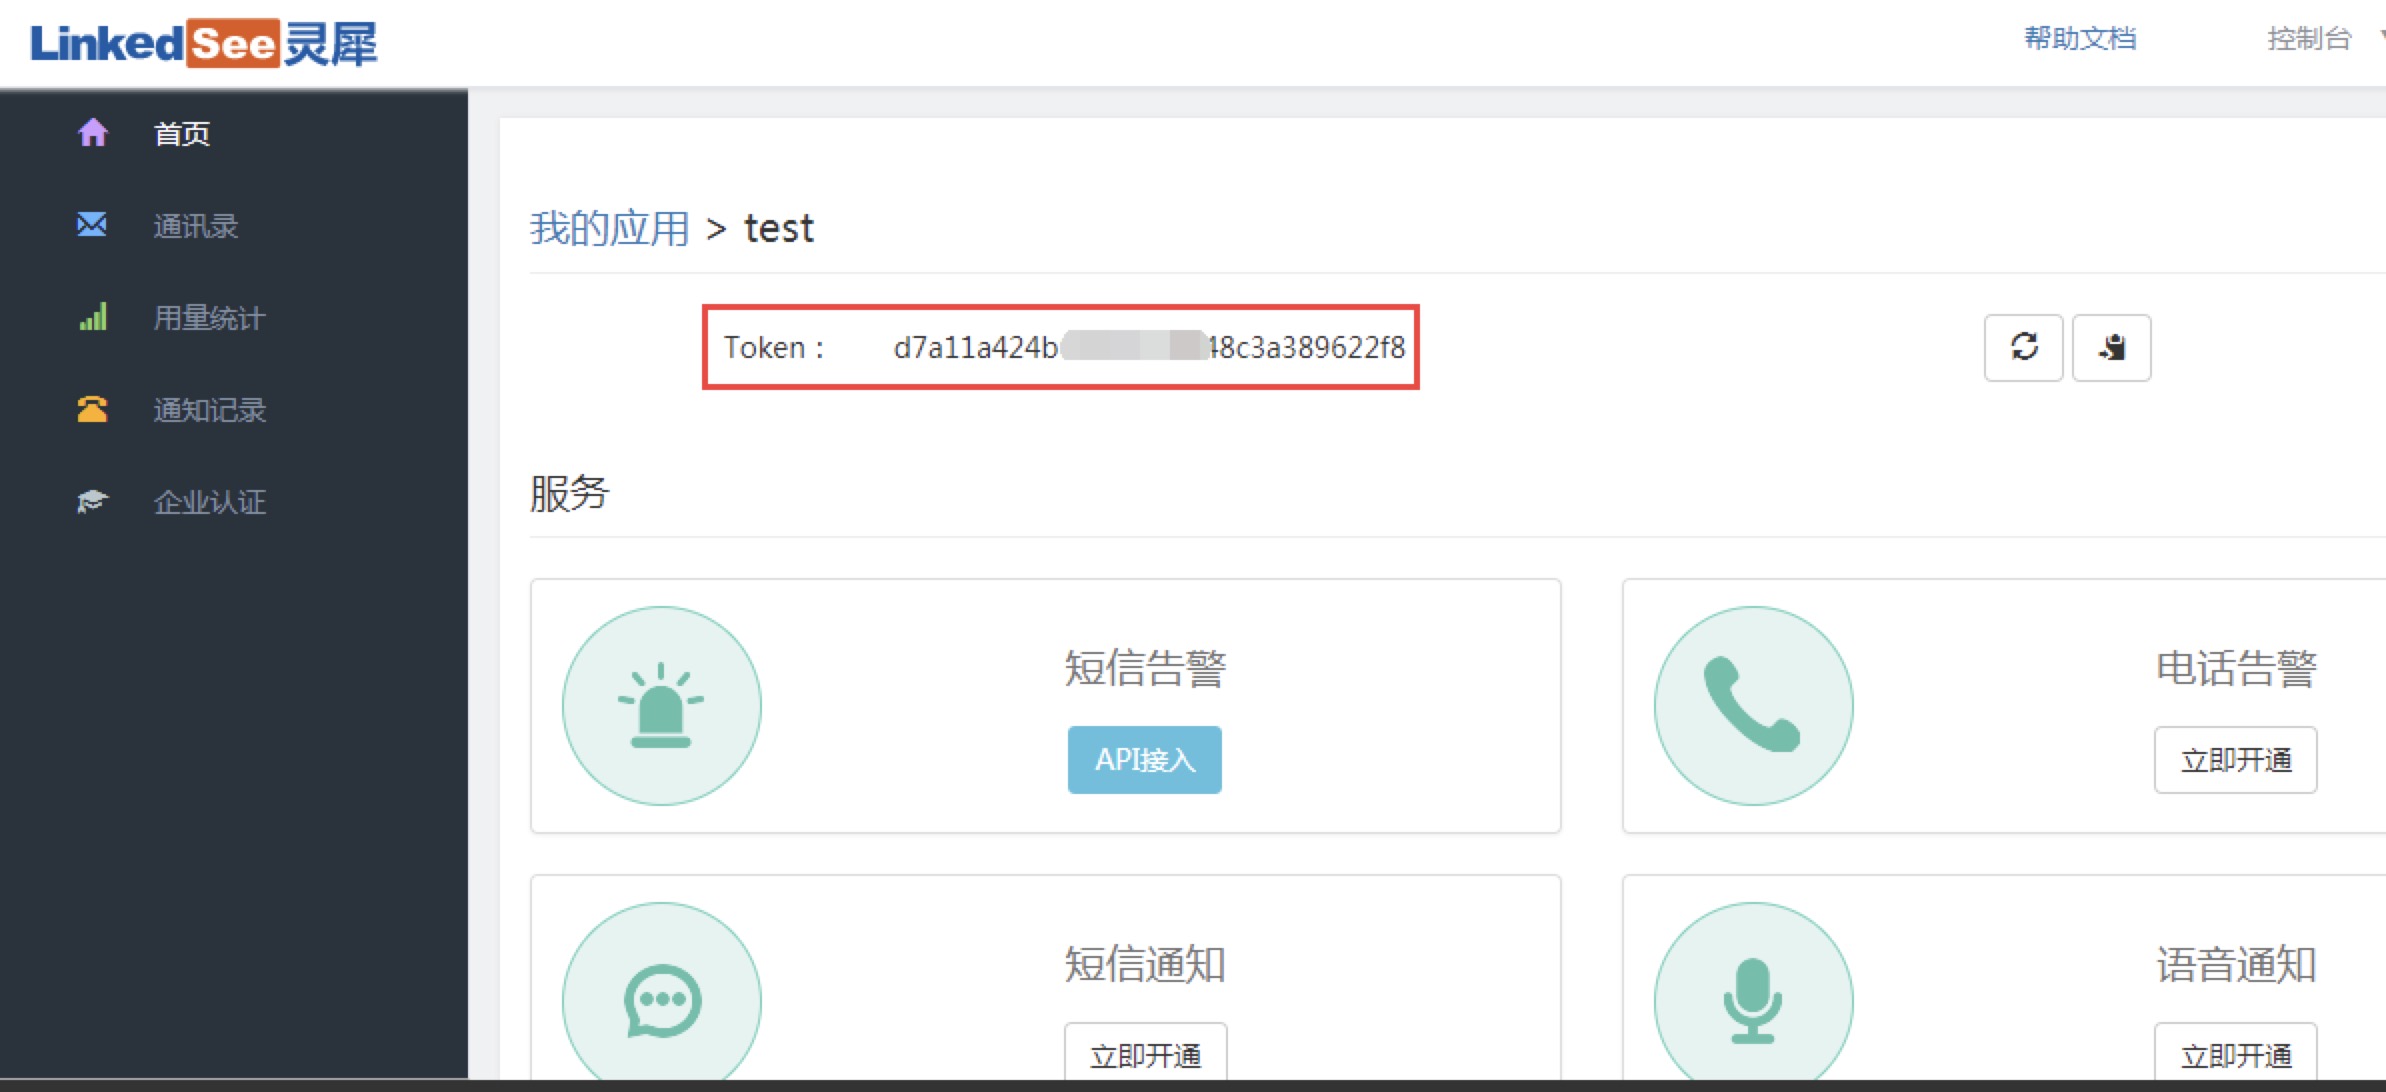 LinkedSee灵犀
帮助文档
控制台
首页
通讯录
用量统计
通知记录
企业认证
我的应用 > test
Token： d7a11a424b 48c3a389622f8
服务
短信告警
API接入
电话告警
立即开通
短信通知
立即开通
语音通知
立即开通